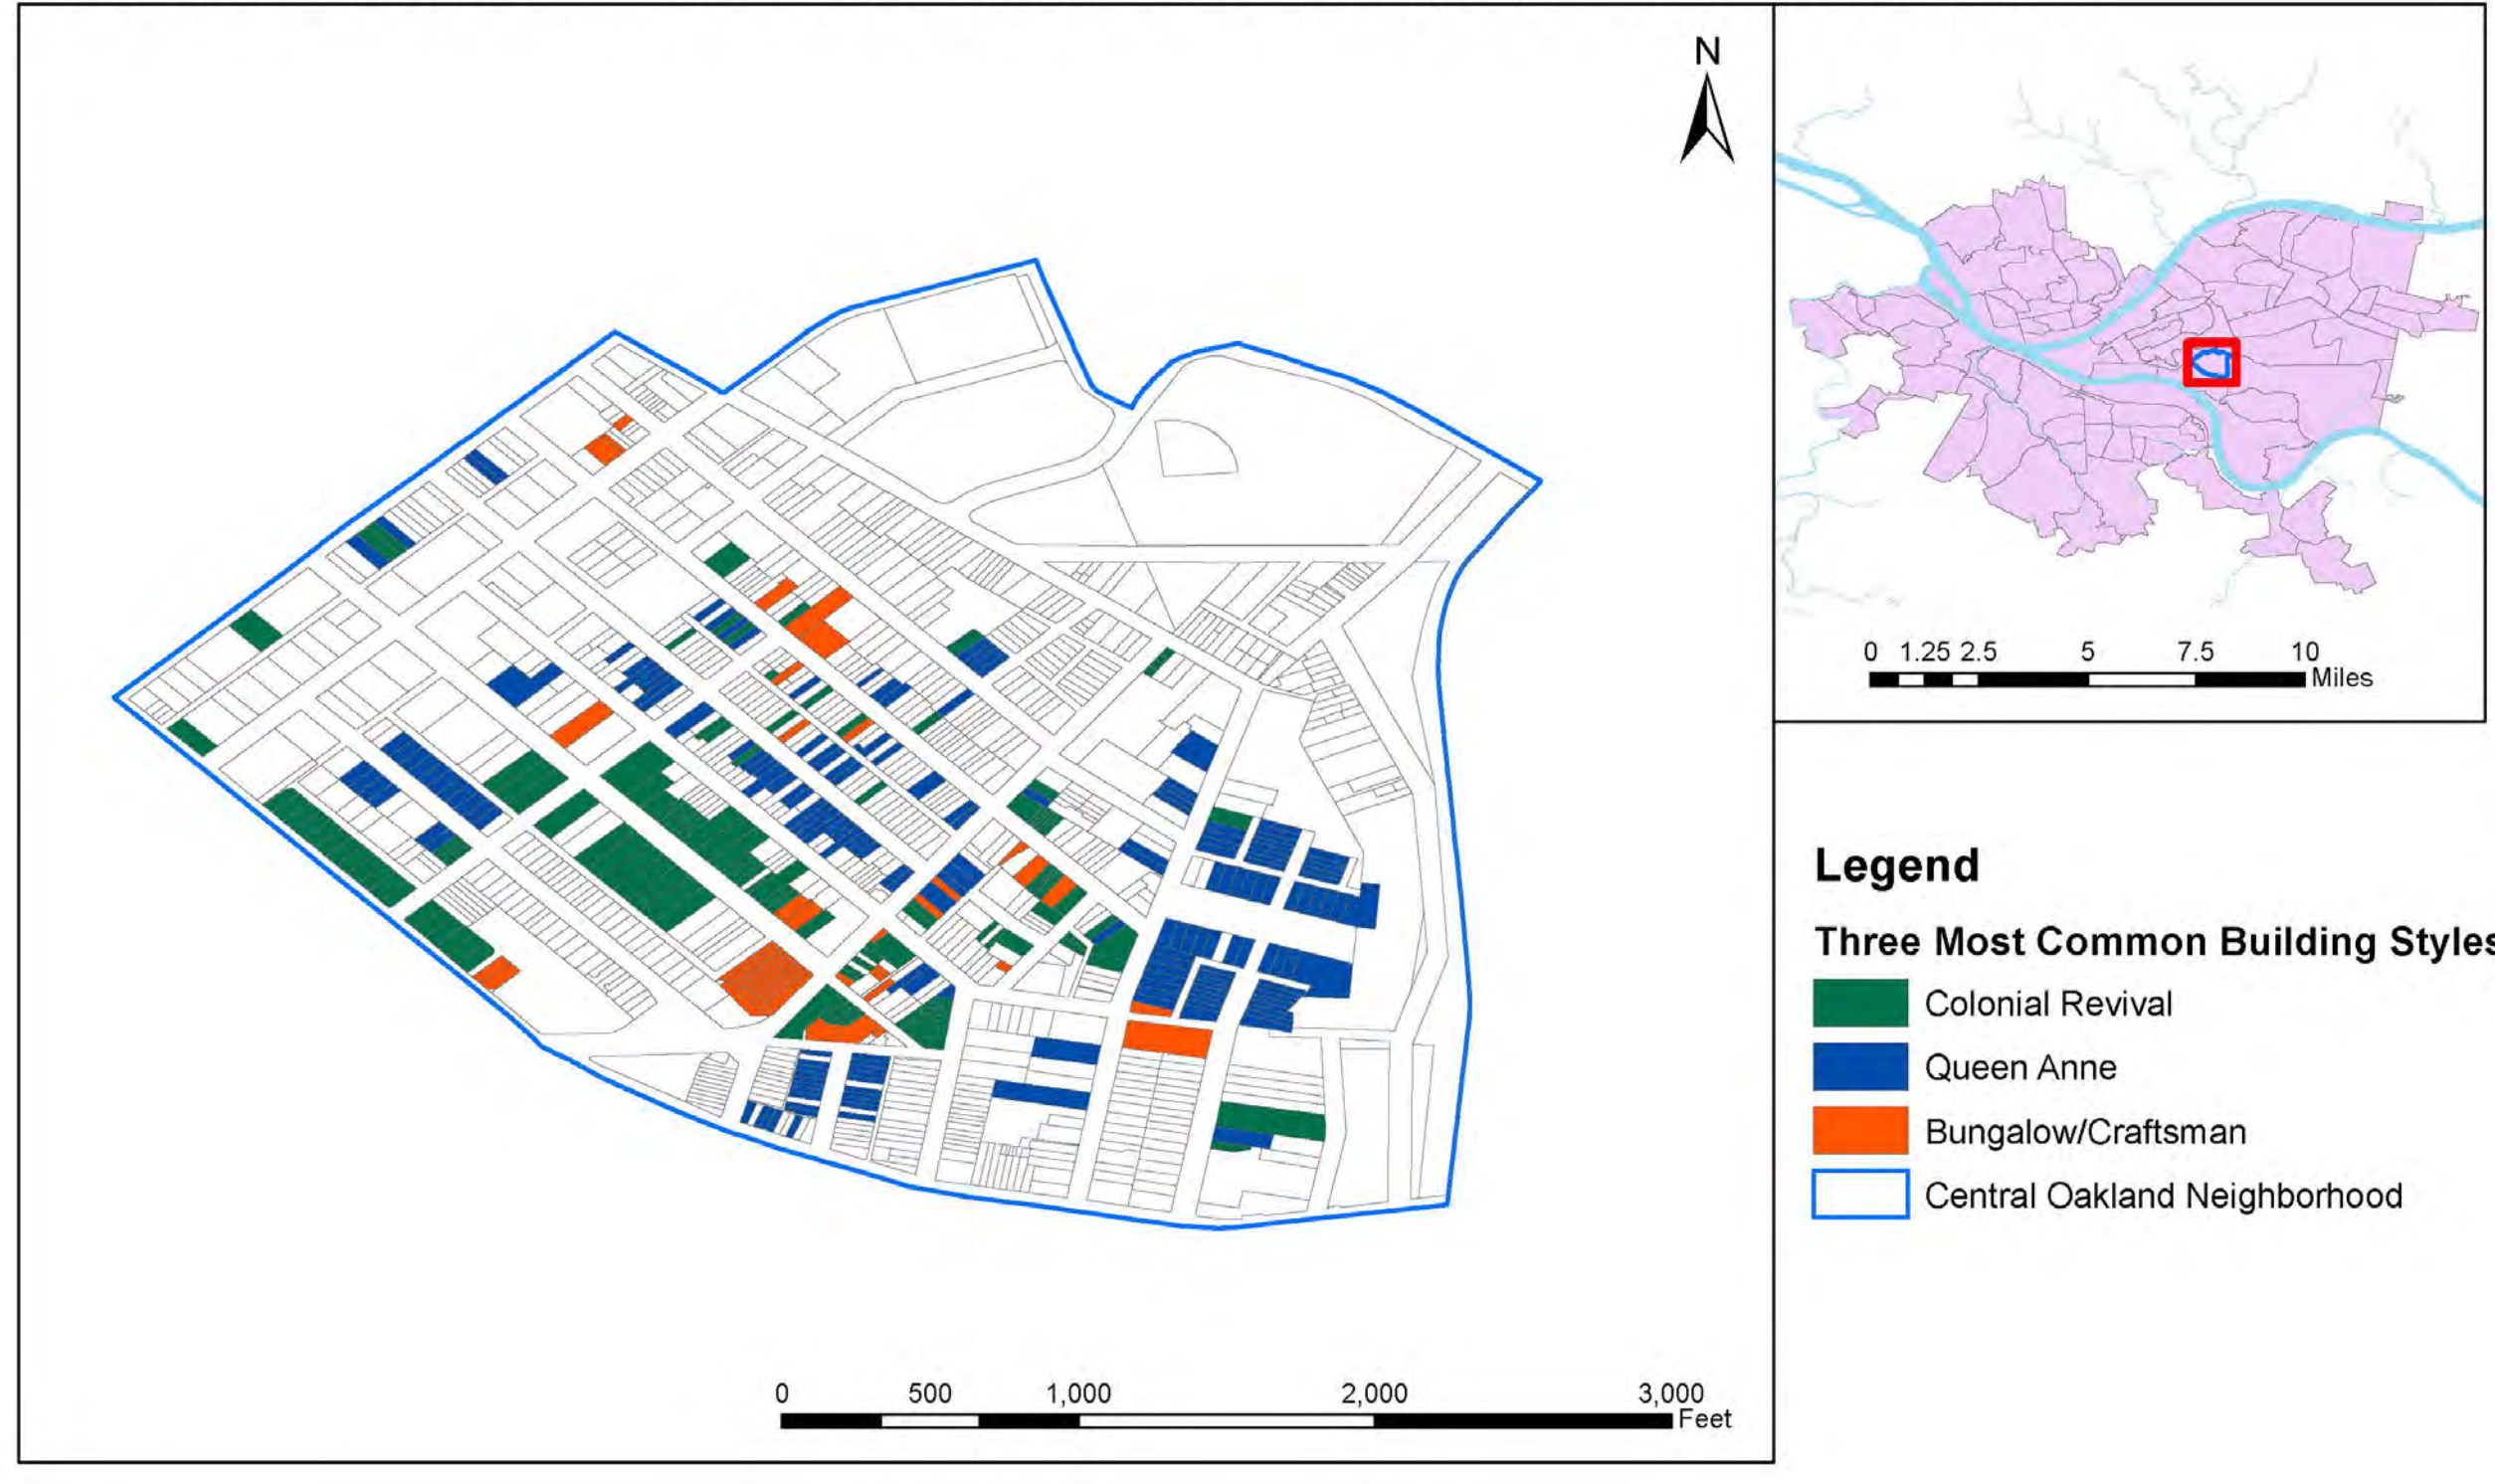 N
0 500 1,000 2,000 3,000
Feet
0 1.25 2.5 5 7.5 10
Miles
Legend
Three Most Common Building Styles
Colonial Revival
Queen Anne
Bungalow/Craftsman
Central Oakland Neighborhood